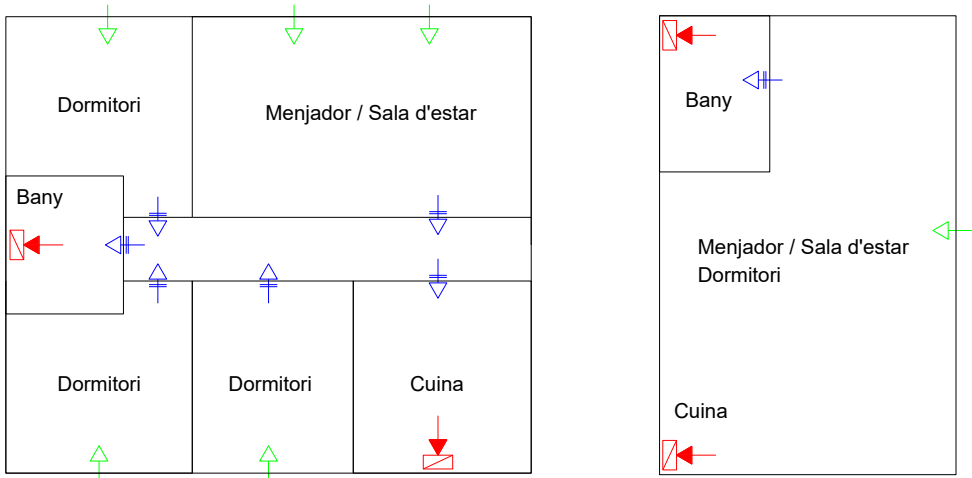 Dormitori
Menjador / Sala d'estar
Bany
Dormitori
Dormitori
Cuina
Bany
Menjador / Sala d'estar
Dormitori
Cuina